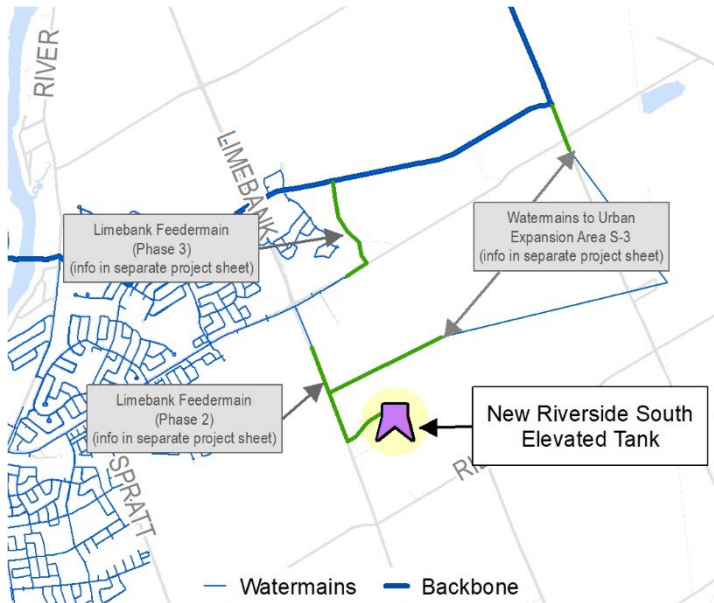 RIVER
LIMEBANK
Limebank Feedermain
(Phase 3)
(info in separate project sheet)
Watermains to Urban
Expansion Area S-3
(info in separate project sheet)
Limebank Feedermain
(Phase 2)
(info in separate project sheet)
New Riverside South
Elevated Tank
SPRATT
Watermains
Backbone